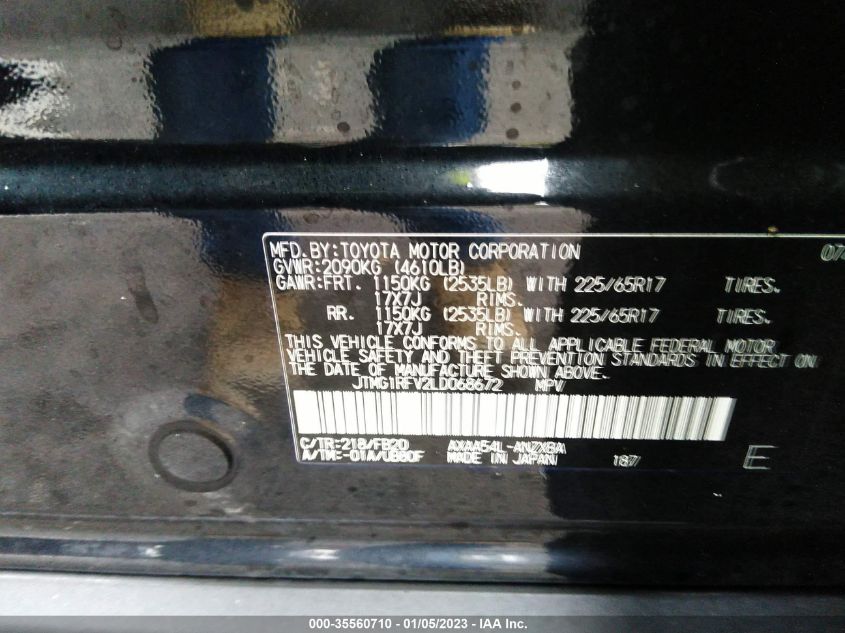 MFD. BY:TOYOTA MOTOR CORPORATION 07
GVWR:2090KG (4610LB)
GAWR:FRT. 1150KG (2535LB) WITH 225/65R17 TIRES.
17X7J RIMS.
RR. 1150KG (2535LB) WITH 225/65R17 TIRES.
17X7J RIMS.
THIS VEHICLE CONFORMS TO ALL APPLICABLE FEDERAL MOTOR
VEHICLE SAFETY AND THEFT PREVENTION STANDARDS IN EFFECT
THE DATE OF MANUFACTURE SHOWN ABOVE.
JTMG1RFV2LD068672 MPV
C/TR:218/FB20 AXAA54L-ANZXBA
A/TM:-01A/UB80F MADE IN JAPAN 187 E
000-35560710 - 01/05/2023 - IAA Inc.